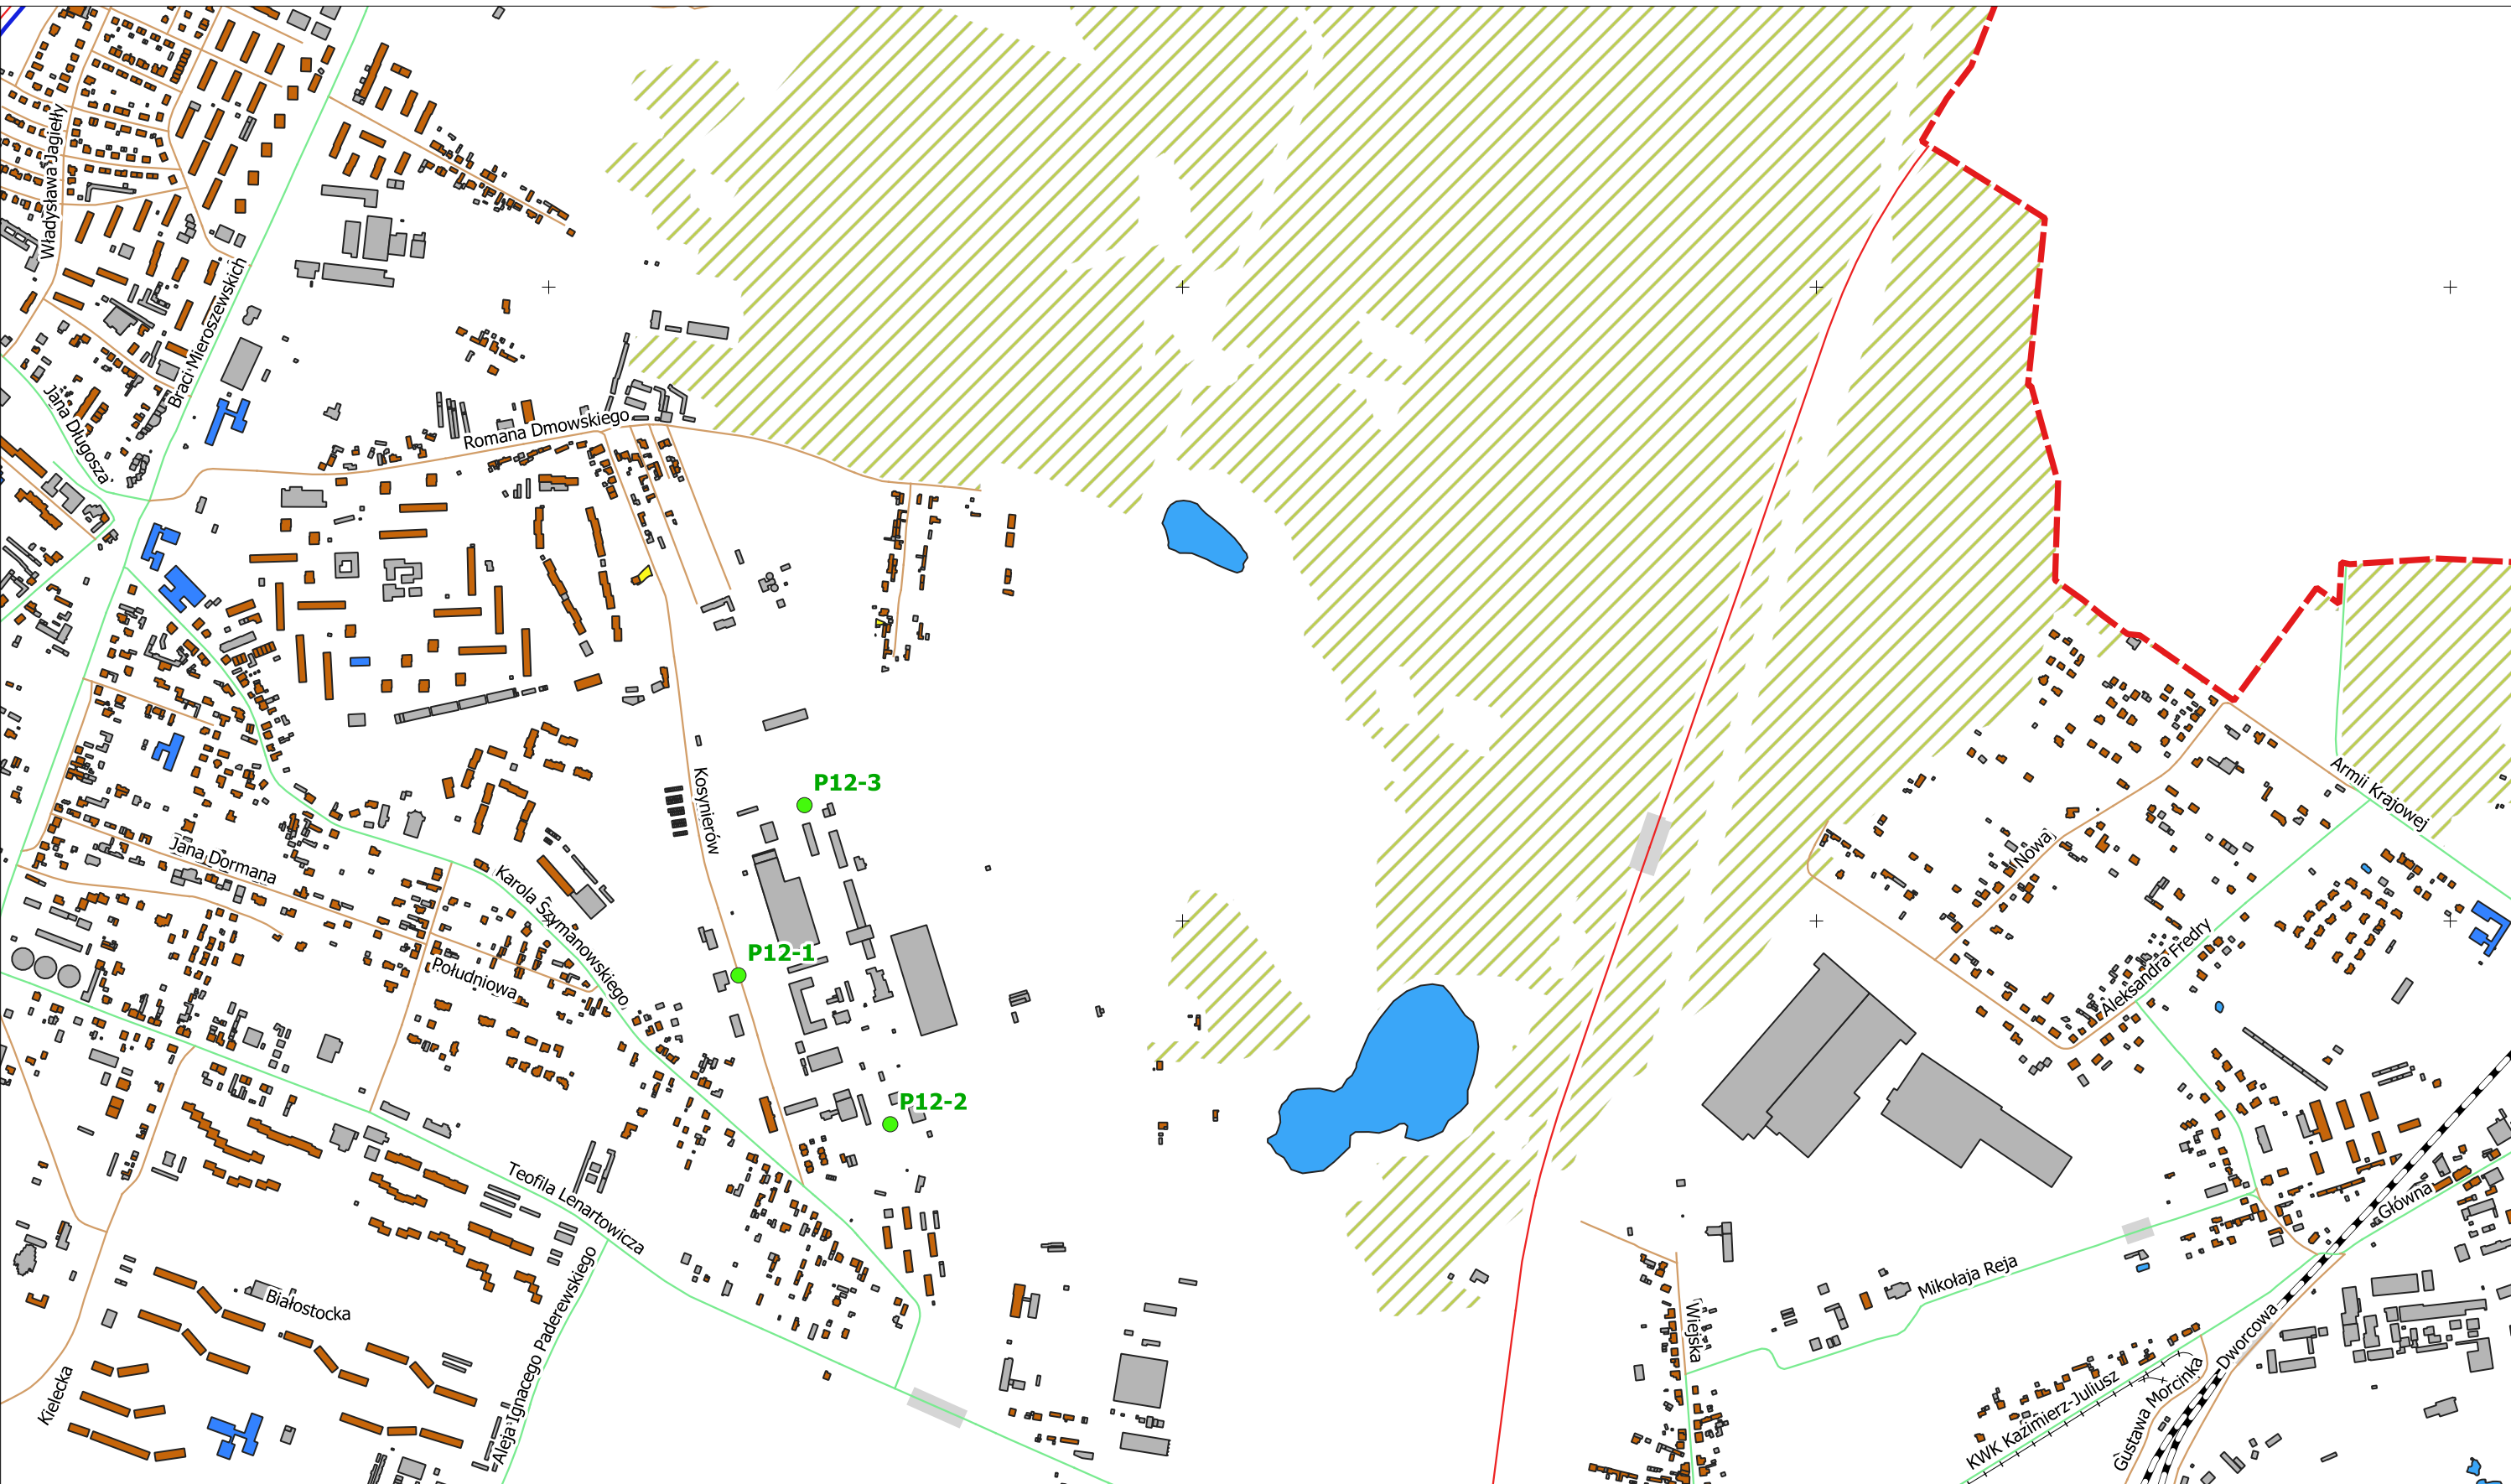 Władysława Jagiełły
Braci Mieroszewskich
Jana Długosza
Romana Dmowskiego
Kosynierów
P12-3
Armii Krajowej
Nowa
Jana Dormana
Karola Szymanowskiego
P12-1
Południowa
Aleksandra Fredry
P12-2
Teofila Lenartowicza
Główna
Mikołaja Reja
Aleja Ignacego Paderewskiego
Białostocka
Wiejska
Dworcowa
Kielecka
KWK Kazimierz-Juliusz
Gustawa Morcinka